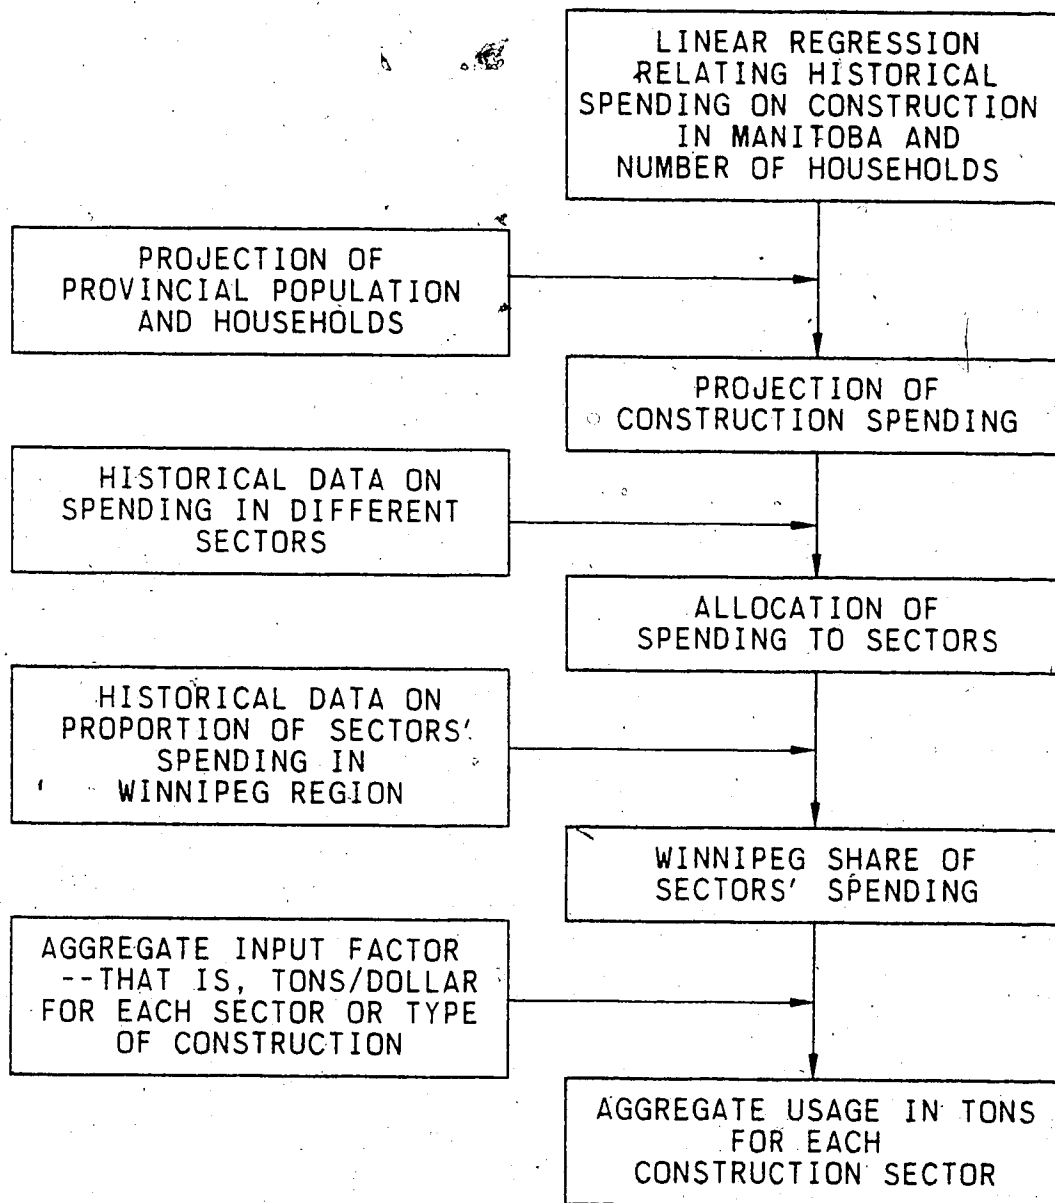 LINEAR REGRESSION
RELATING HISTORICAL
SPENDING ON CONSTRUCTION
IN MANITOBA AND
NUMBER OF HOUSEHOLDS
PROJECTION OF
PROVINCIAL POPULATION
AND HOUSEHOLDS
PROJECTION OF
CONSTRUCTION SPENDING
HISTORICAL DATA ON
SPENDING IN DIFFERENT
SECTORS
ALLOCATION OF
SPENDING TO SECTORS
HISTORICAL DATA ON
PROPORTION OF SECTORS'
SPENDING IN
WINNIPEG REGION
WINNIPEG SHARE OF
SECTORS' SPENDING
AGGREGATE INPUT FACTOR
--THAT IS, TONS/DOLLAR
FOR EACH SECTOR OR TYPE
OF CONSTRUCTION
AGGREGATE USAGE IN TONS
FOR EACH
CONSTRUCTION SECTOR